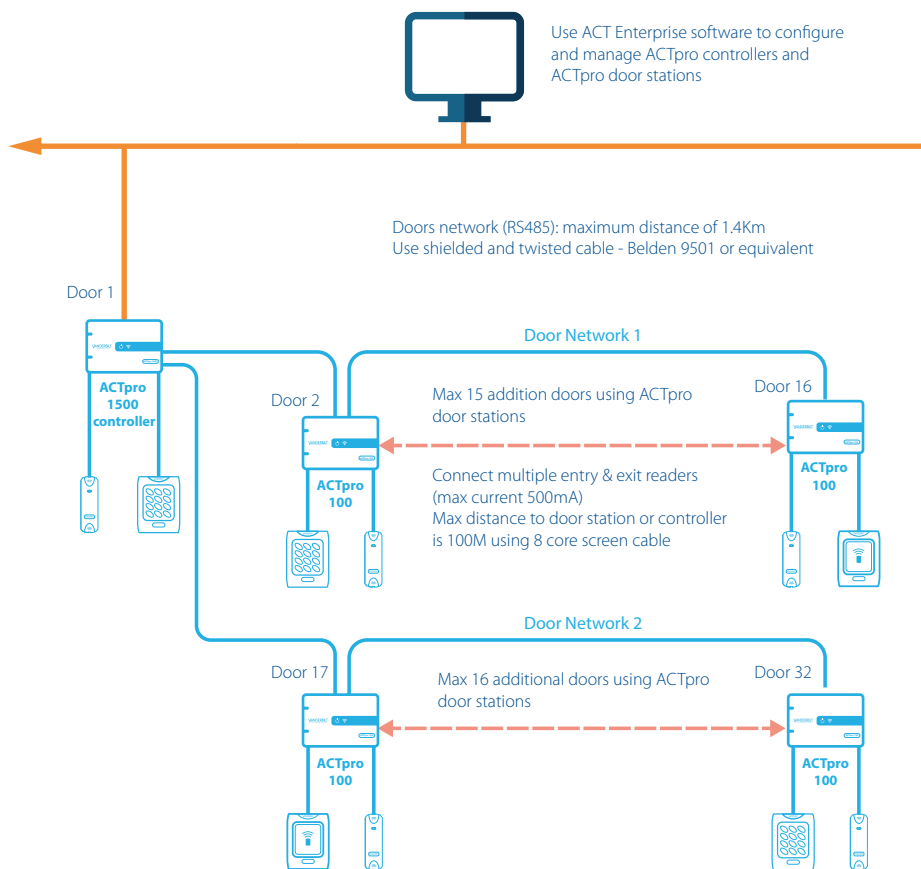 Use ACT Enterprise software to configure
and manage ACTpro controllers and
ACTpro door stations
Doors network (RS485): maximum distance of 1.4Km
Use shielded and twisted cable - Belden 9501 or equivalent
Door 1
VANDERBILT
ACTpro
1500
controller
Door Network 1
Door 2
Max 15 addition doors using ACTpro
door stations
Door 16
VANDERBILT
ACTpro
100
VANDERBILT
ACTpro
100
Connect multiple entry & exit readers
(max current 500mA)
Max distance to door station or controller
is 100M using 8 core screen cable
Door Network 2
Door 17
Max 16 additional doors using ACTpro
door stations
Door 32
VANDERBILT
ACTpro
100
VANDERBILT
ACTpro
100